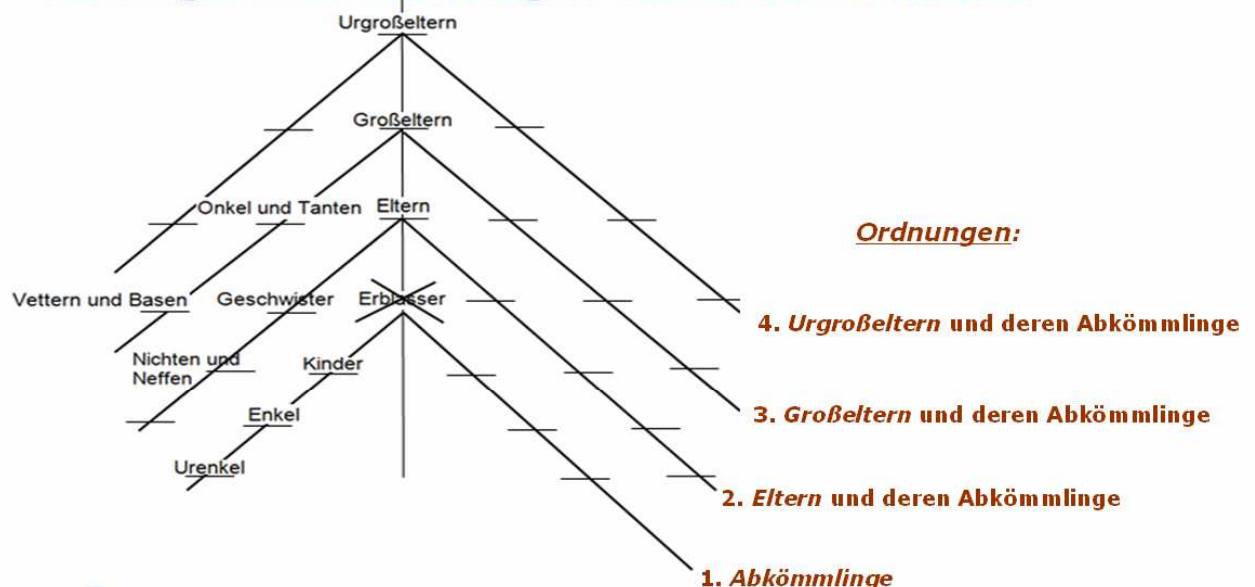 Urgroßeltern
Großeltern
Onkel und Tanten Eltern
Ordnungen:
Vettern und Basen Geschwister Erblasser
4. Urgroßeltern und deren Abkömmlinge
Nichten und
Neffen
Kinder
Enkel
3. Großeltern und deren Abkömmlinge
Urenkel
2. Eltern und deren Abkömmlinge
1. Abkömmlinge